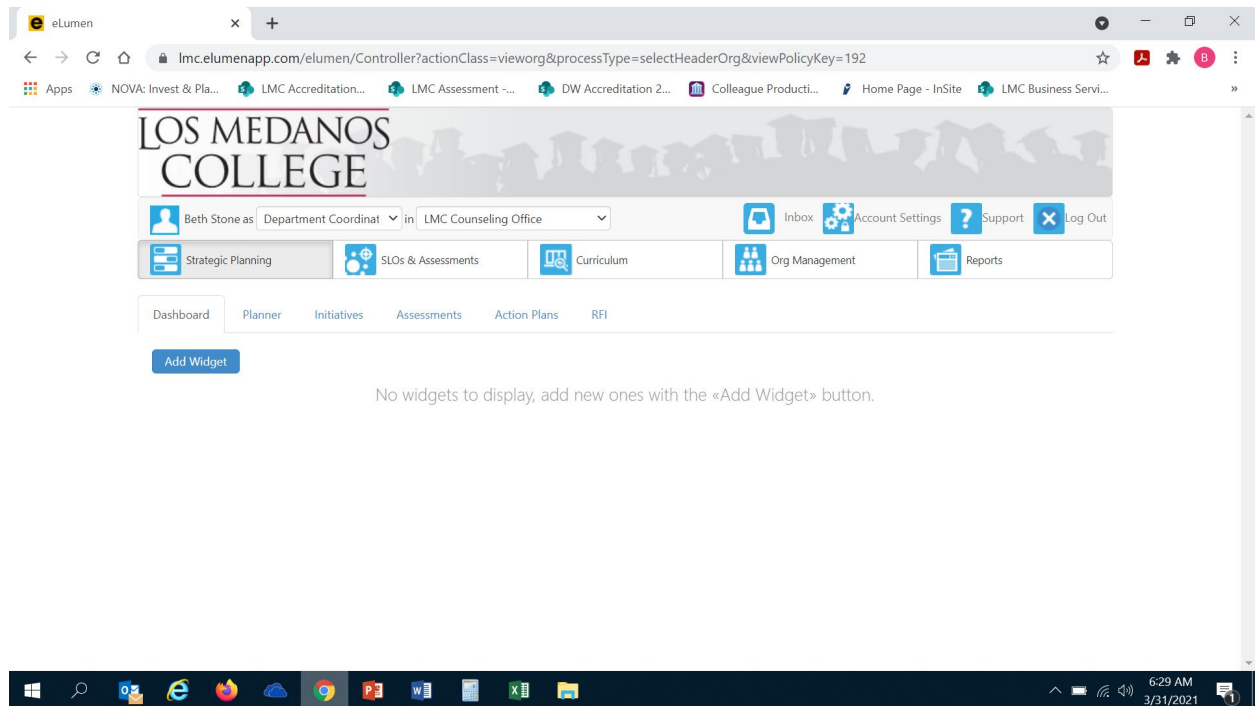 e eLumen
lmc.elumenapp.com/elumen/Controller?actionClass=vieworg&processType=selectHeaderOrg&viewPolicyKey=192 B
Apps NOVA: Invest & Pla... LMC Accreditation... LMC Assessment -... DW Accreditation 2... Colleague Producti... Home Page - InSite LMC Business Servi... »
LOS MEDANOS
COLLEGE
Beth Stone as Department Coordinat in LMC Counseling Office Inbox Account Settings ? Support Log Out
Strategic Planning SLOs & Assessments Curriculum Org Management Reports
Dashboard Planner Initiatives Assessments Action Plans RFI
Add Widget
No widgets to display, add new ones with the «Add Widget» button.
6:29 AM
3/31/2021
1